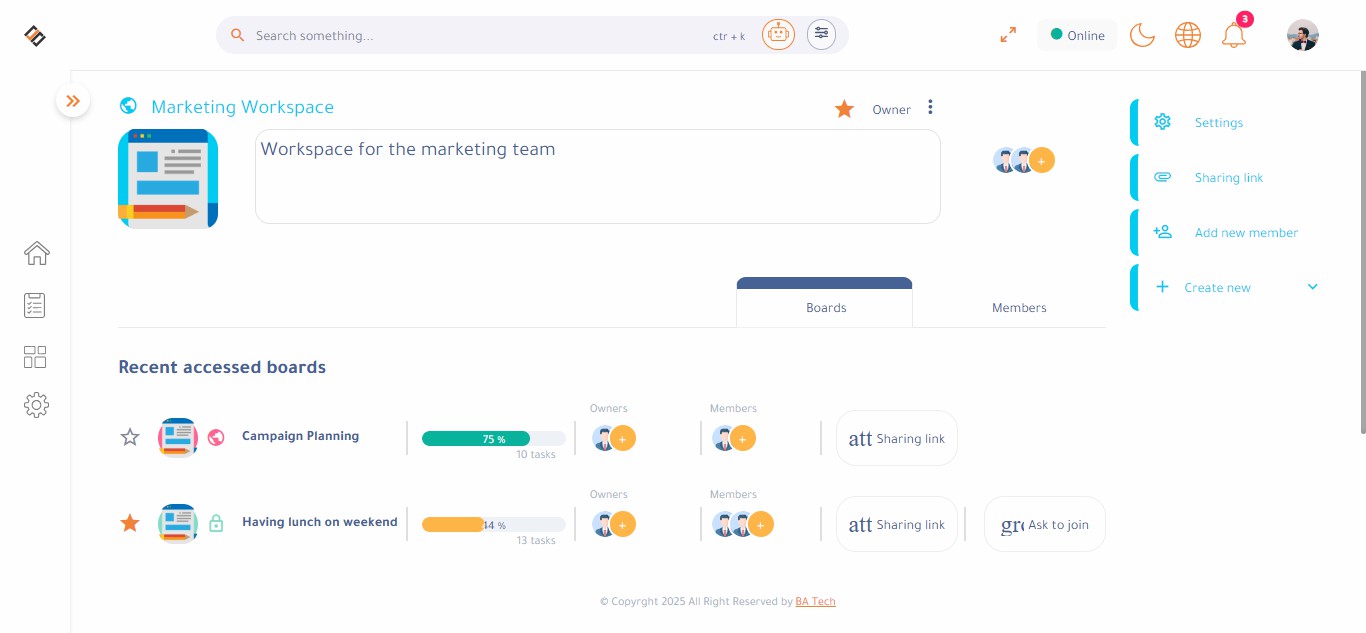 Search something...
ctr + k
Online
3
Marketing Workspace
Owner
Workspace for the marketing team
Settings
Sharing link
Add new member
Create new
Boards
Members
Recent accessed boards
Campaign Planning
75 %
10 tasks
Owners
+
Members
+
att Sharing link
Having lunch on weekend
44 %
13 tasks
Owners
+
Members
+
att Sharing link
gro Ask to join
© Copyrght 2025 All Right Reserved by BA Tech